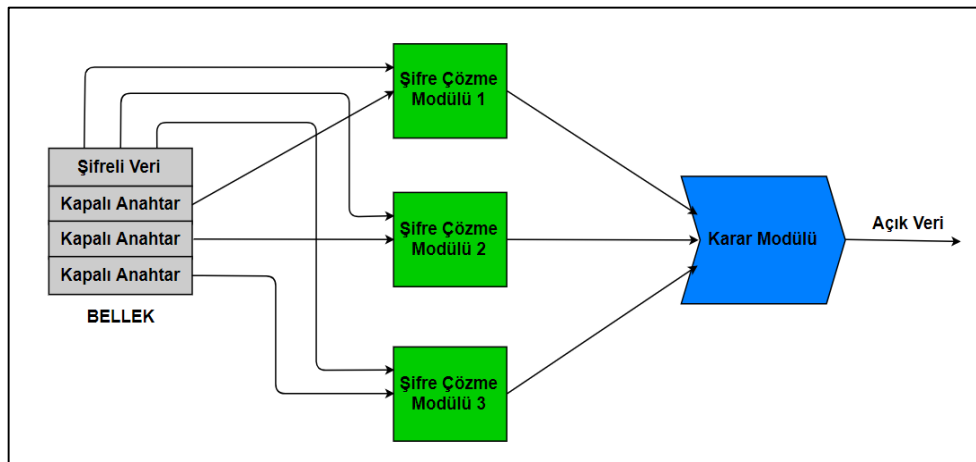 Şifreli Veri
Kapalı Anahtar
Kapalı Anahtar
Kapalı Anahtar
BELLEK
Şifre Çözme
Modülü 1
Şifre Çözme
Modülü 2
Şifre Çözme
Modülü 3
Karar Modülü
Açık Veri